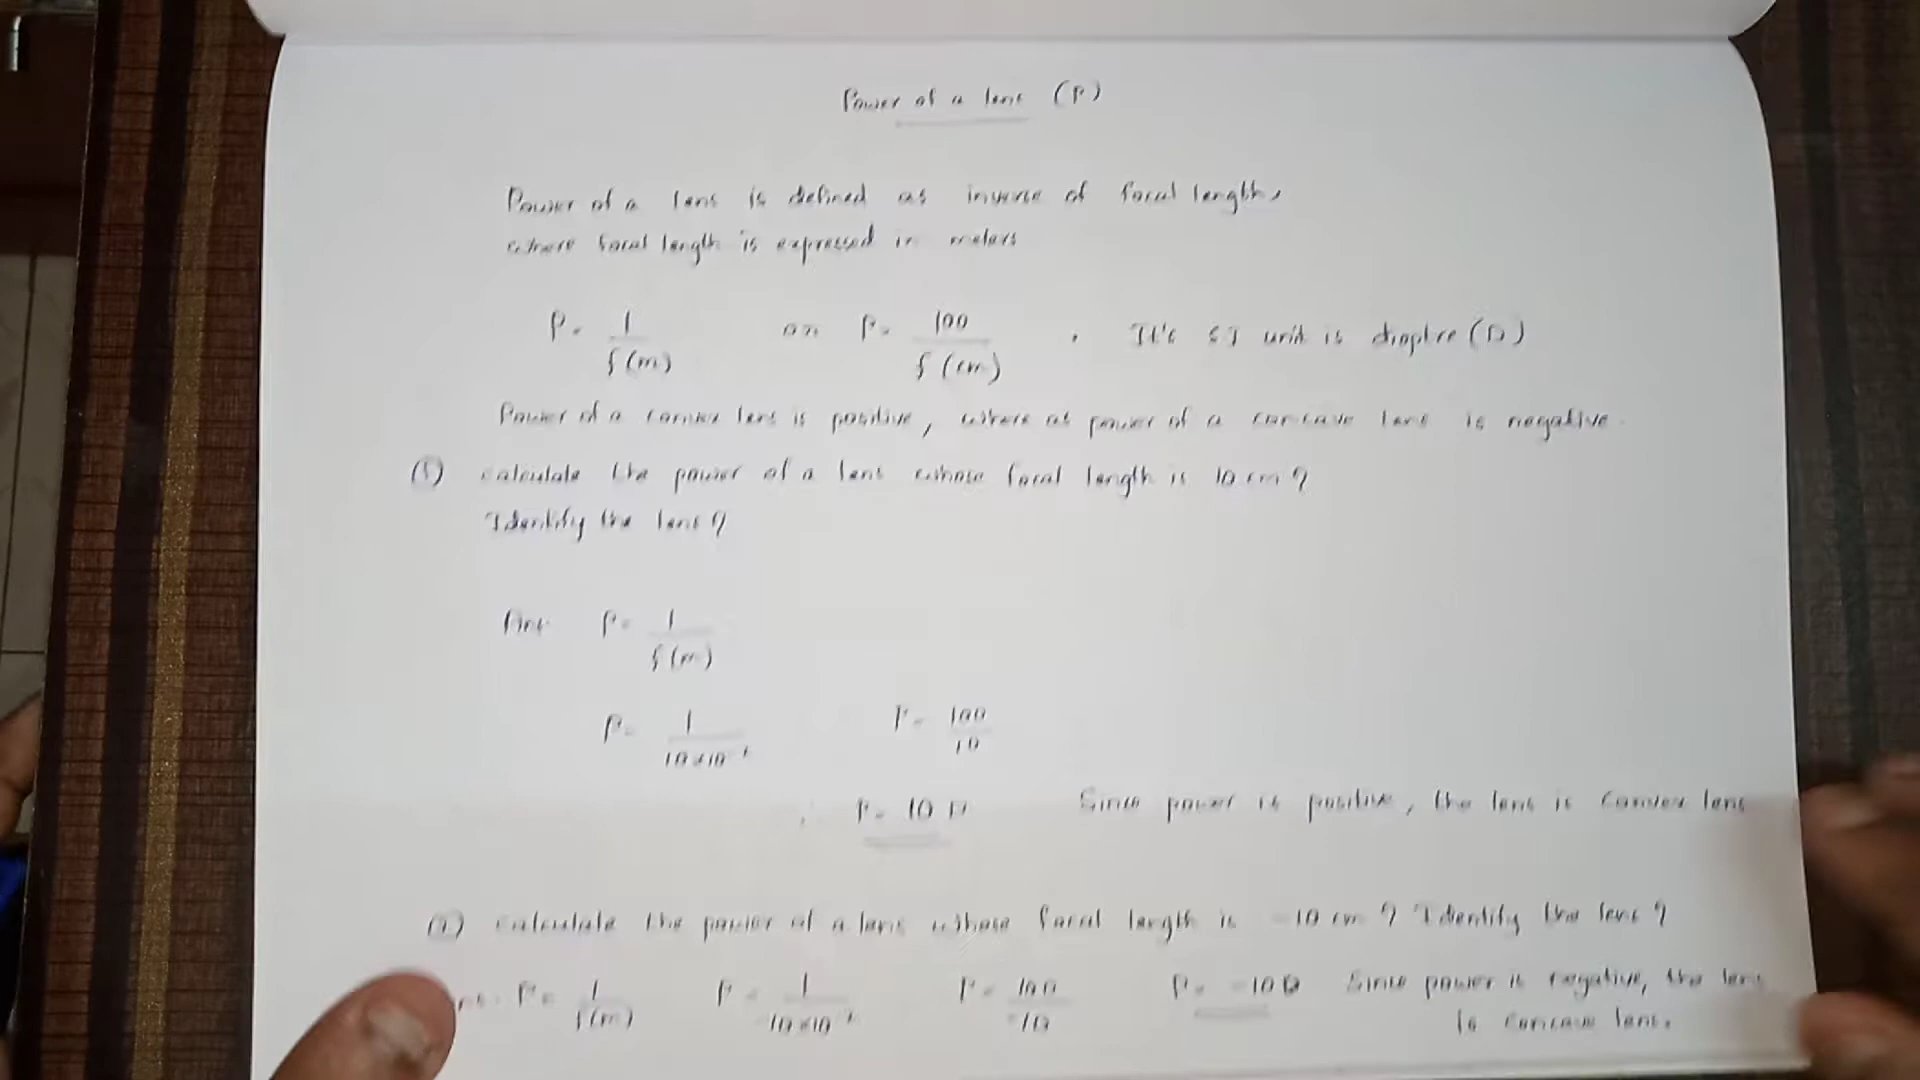 Power of a lens (P)
Power of a lens is defined as inverse of focal length,
where focal length is expressed in meters
P = 1 / f (m) or P = 100 / f (cm) . It's SI unit is dioptre (D)
Power of a convex lens is positive, where as power of a concave lens is negative.
(1) calculate the power of a lens whose focal length is 10 cm ?
Identify the lens ?
Ans P = 1 / f (m)
P = 1 / 10 × 10⁻² P = 100 / 10
P = 10 D Since power is positive, the lens is convex lens
(2) calculate the power of a lens whose focal length is -10 cm ? Identify the lens ?
P = 1 / f(m) P = 1 / -10 × 10⁻² P = 100 / -10 P = -10 D Since power is negative, the lens
is concave lens.